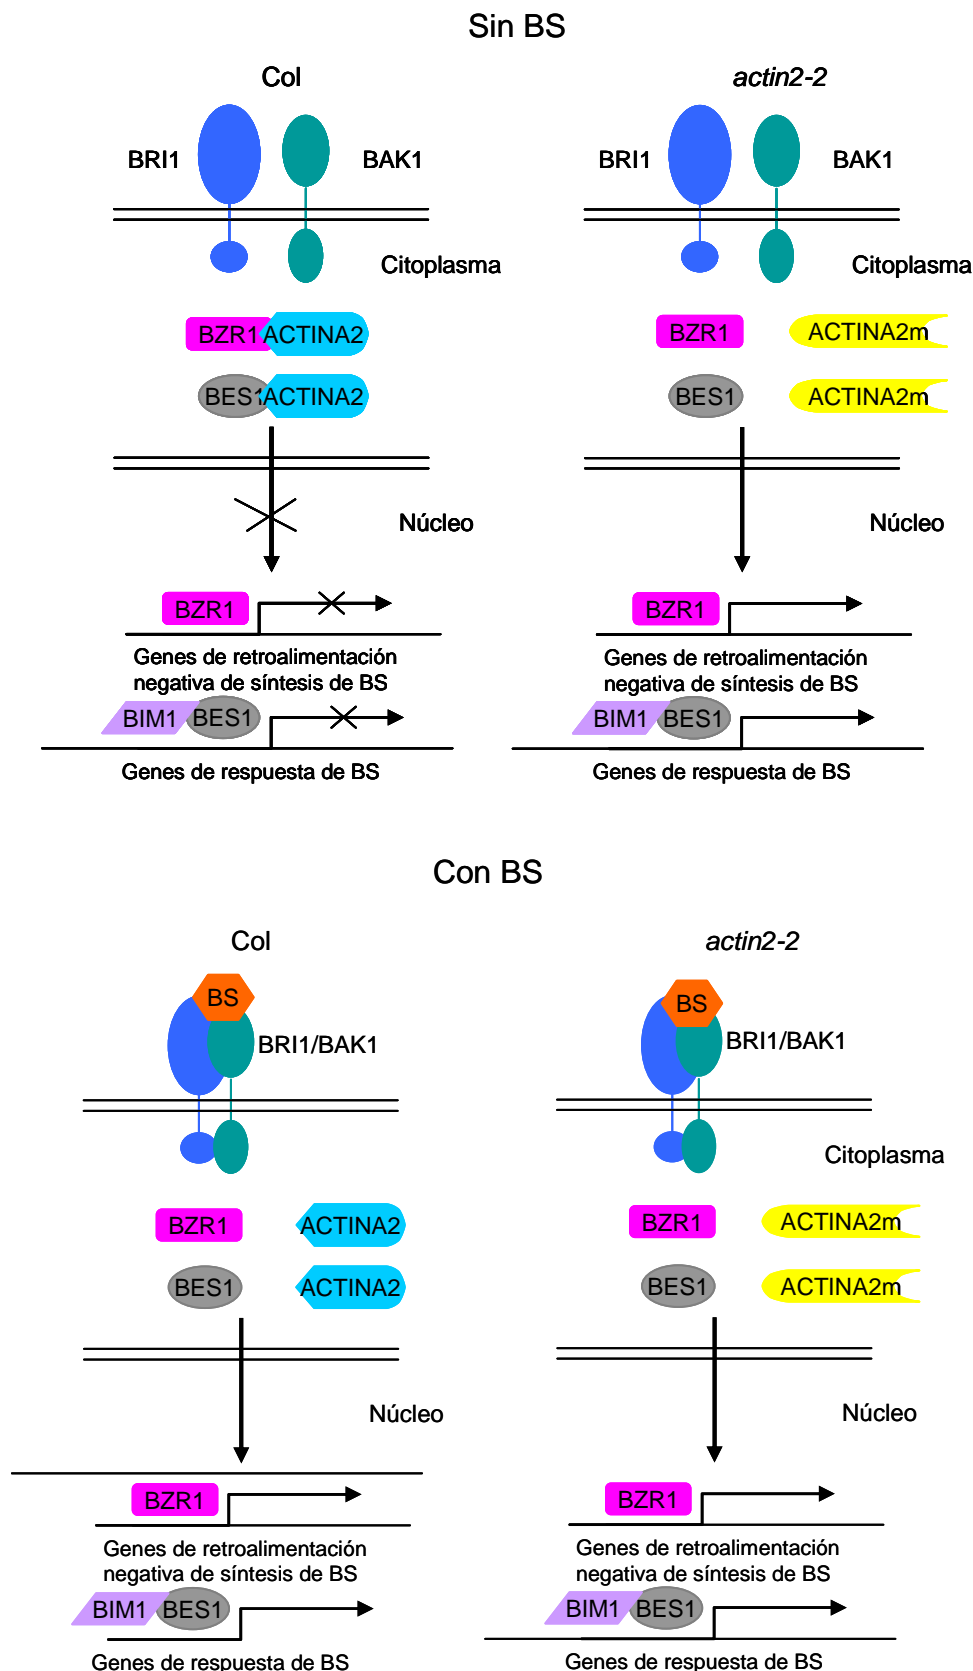 Sin BS
Col
actin2-2
BRI1
BAK1
BRI1
BAK1
Citoplasma
Citoplasma
BZR1
ACTINA2
BZR1
ACTINA2m
BES1
ACTINA2
BES1
ACTINA2m
Núcleo
Núcleo
BZR1
BZR1
Genes de retroalimentación
negativa de síntesis de BS
Genes de retroalimentación
negativa de síntesis de BS
BIM1
BES1
BIM1
BES1
Genes de respuesta de BS
Genes de respuesta de BS
Con BS
Col
actin2-2
BS
BS
BRI1/BAK1
BRI1/BAK1
Citoplasma
BZR1
ACTINA2
BZR1
ACTINA2m
BES1
ACTINA2
BES1
ACTINA2m
Núcleo
Núcleo
BZR1
BZR1
Genes de retroalimentación
negativa de síntesis de BS
Genes de retroalimentación
negativa de síntesis de BS
BIM1
BES1
BIM1
BES1
Genes de respuesta de BS
Genes de respuesta de BS